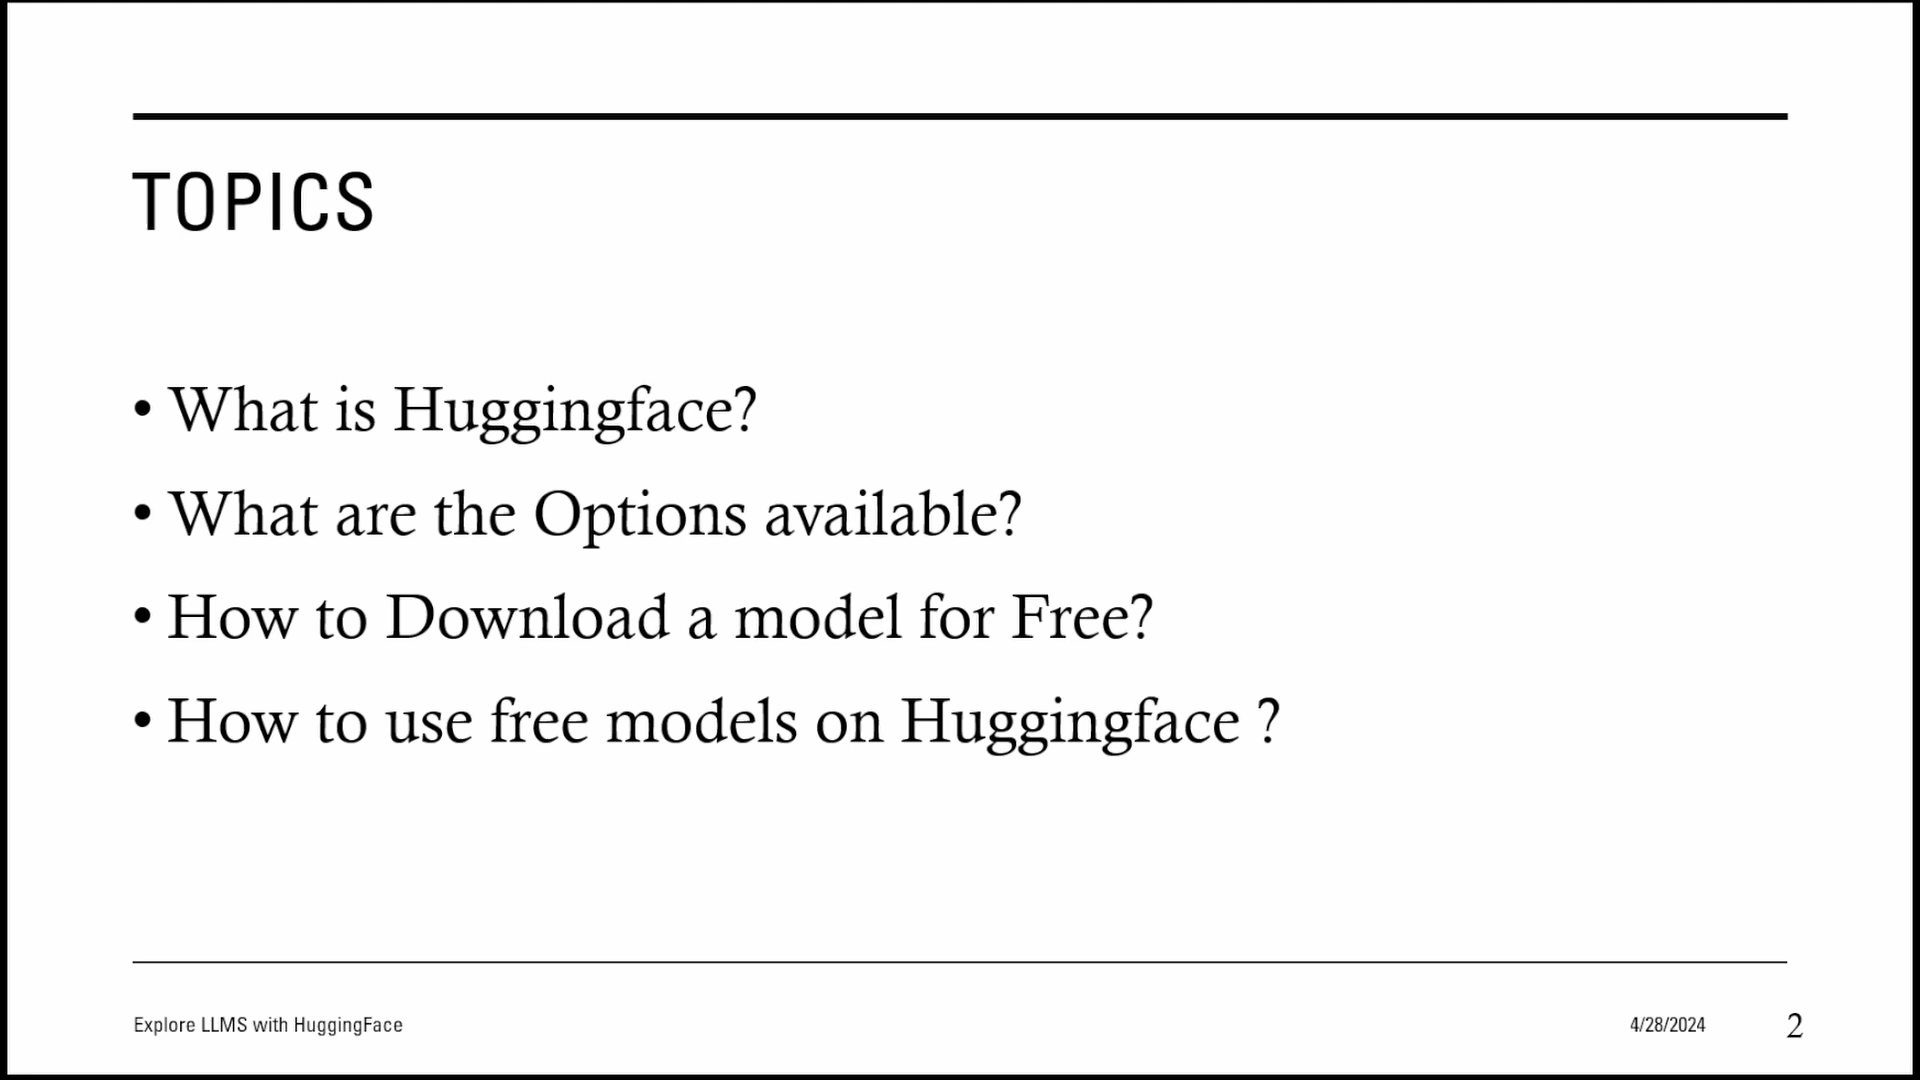 TOPICS
• What is Huggingface?
• What are the Options available?
• How to Download a model for Free?
• How to use free models on Huggingface ?
Explore LLMS with HuggingFace
4/28/2024
2